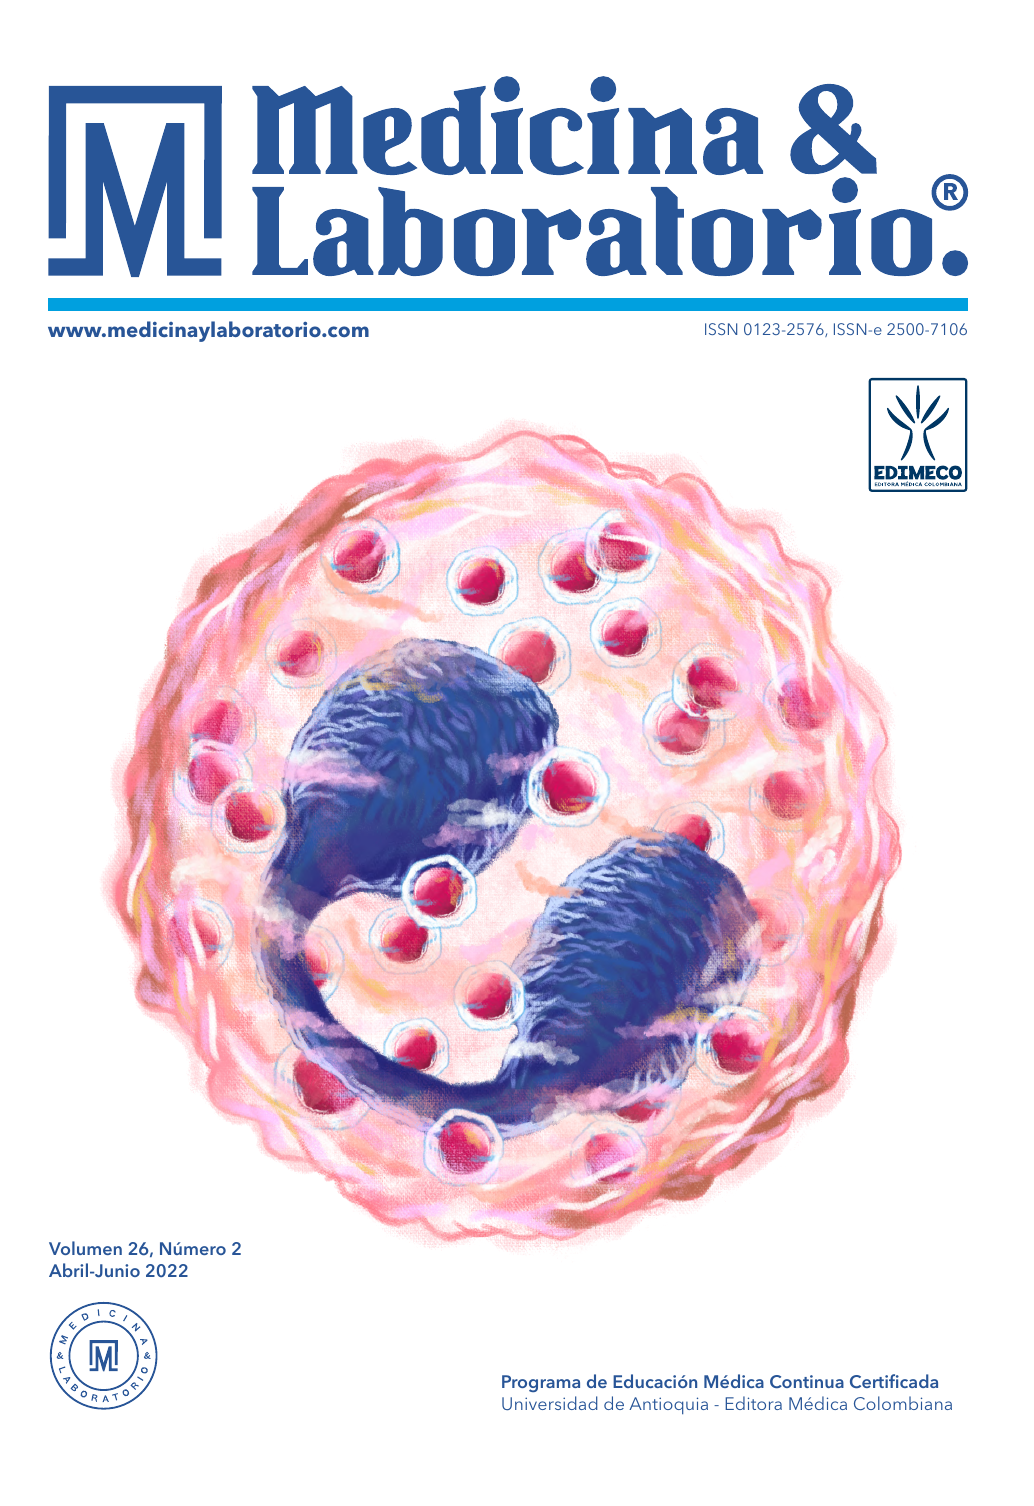 M
Medicina &
Laboratorio.®
www.medicinaylaboratorio.com
ISSN 0123-2576, ISSN-e 2500-7106
EDIMECO
EDITORA MÉDICA COLOMBIANA
Volumen 26, Número 2
Abril-Junio 2022
MEDICINA
& M &
LABORATORIO
Programa de Educación Médica Continua Certificada
Universidad de Antioquia - Editora Médica Colombiana